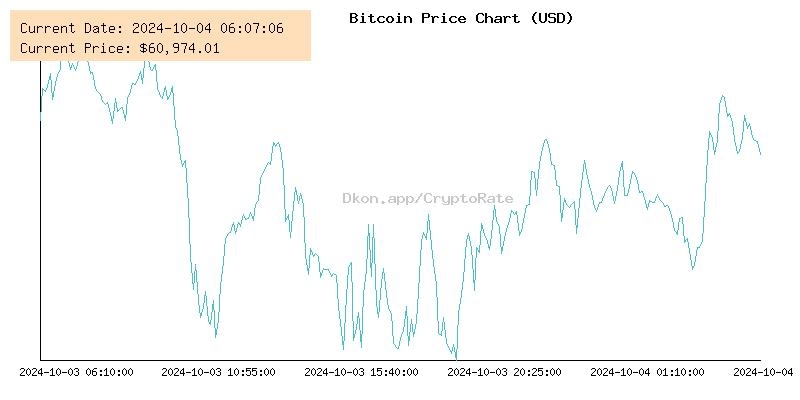 Bitcoin Price Chart (USD)
Current Date: 2024-10-04 06:07:06
Current Price: $60,974.01
Dkon.app/CryptoRate
2024-10-03 06:10:00 2024-10-03 10:55:00 2024-10-03 15:40:00 2024-10-03 20:25:00 2024-10-04 01:10:00 2024-10-04